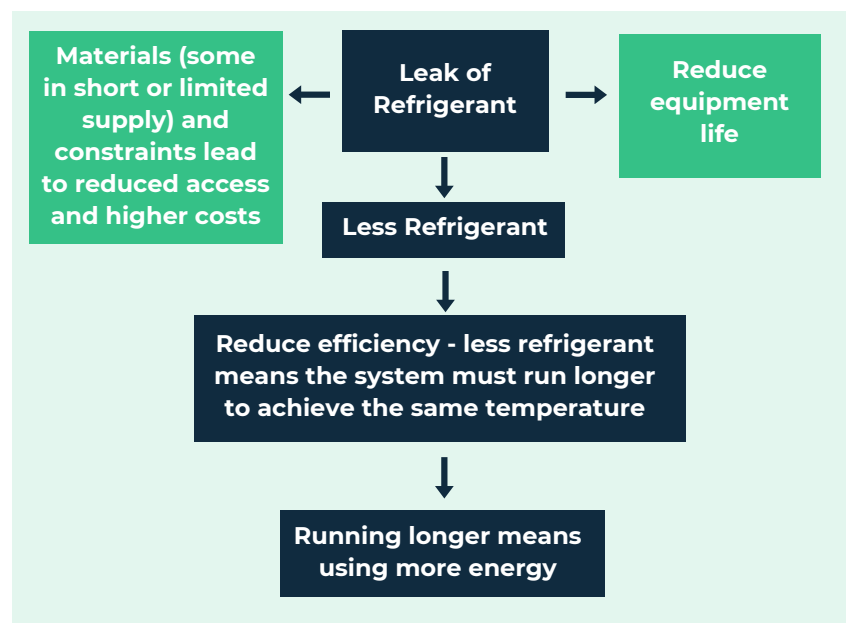 Materials (some
in short or limited
supply) and
constraints lead
to reduced access
and higher costs
Leak of
Refrigerant
Reduce
equipment
life
Less Refrigerant
Reduce efficiency - less refrigerant
means the system must run longer
to achieve the same temperature
Running longer means
using more energy